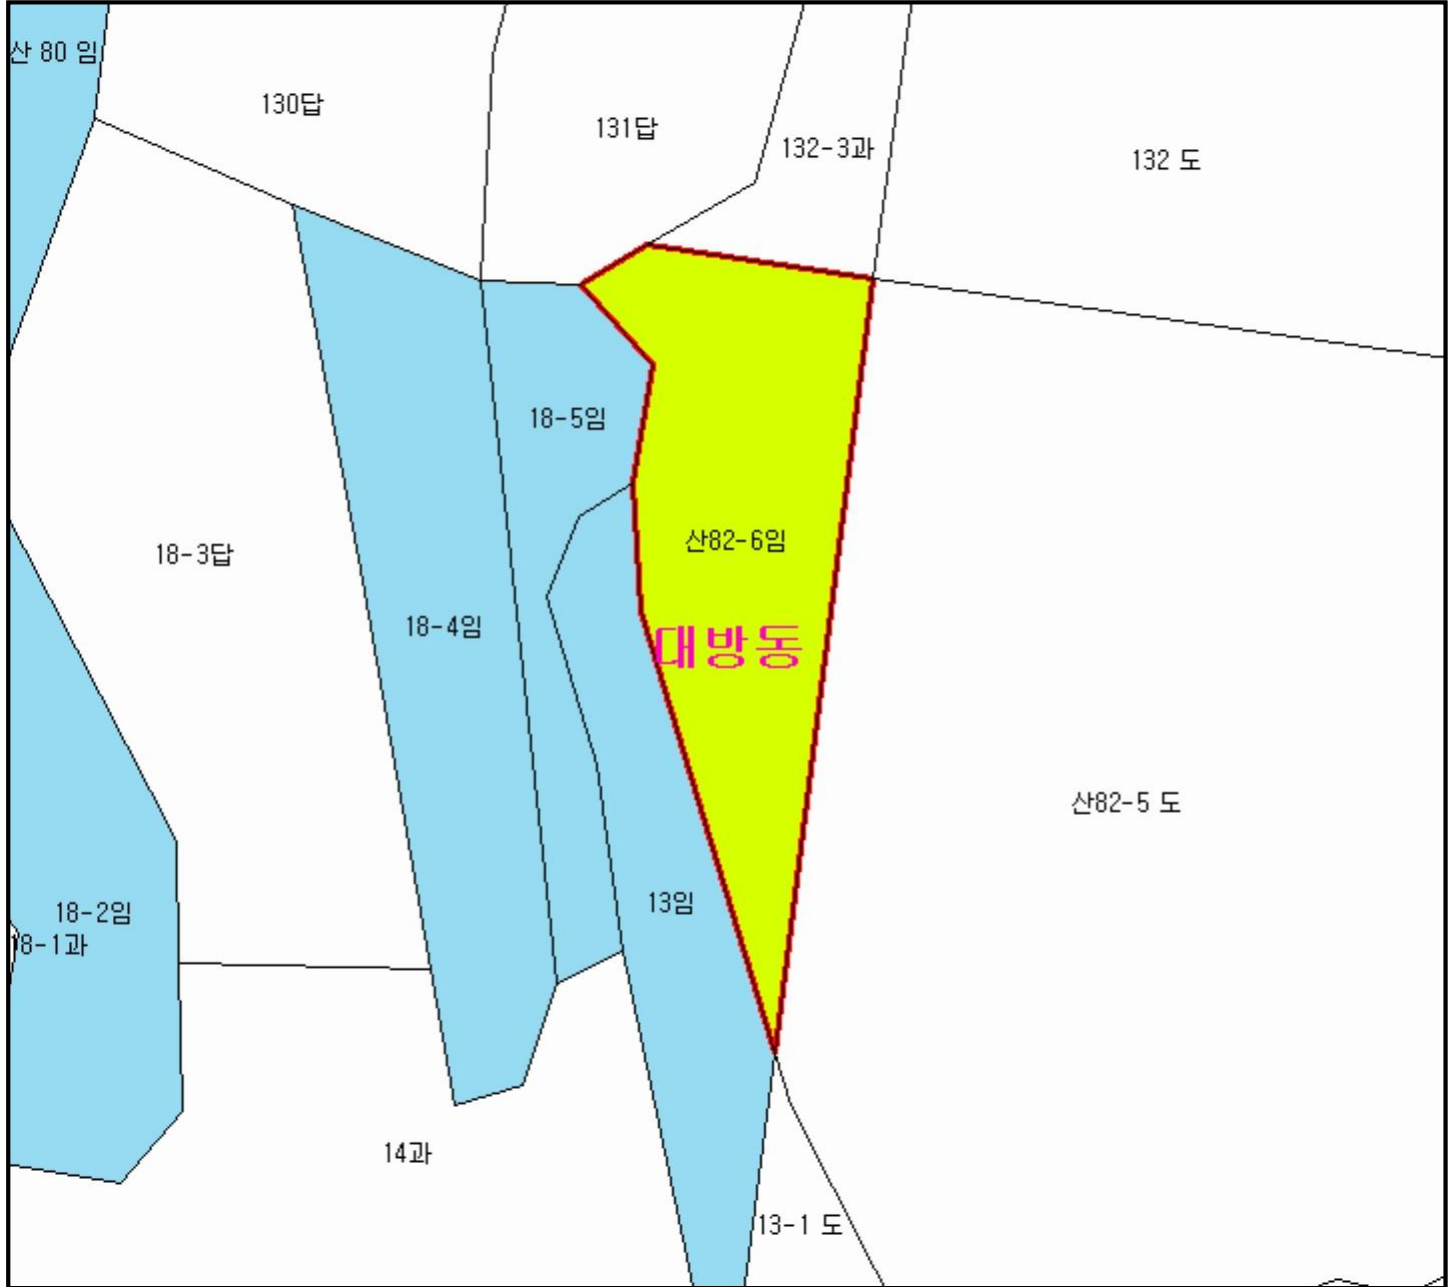 산 80 임
130답
131답
132-3과
132 도
18-5임
산82-6임
18-3답
18-4임
대방동
산82-5 도
13임
18-2임
18-1과
14과
13-1 도